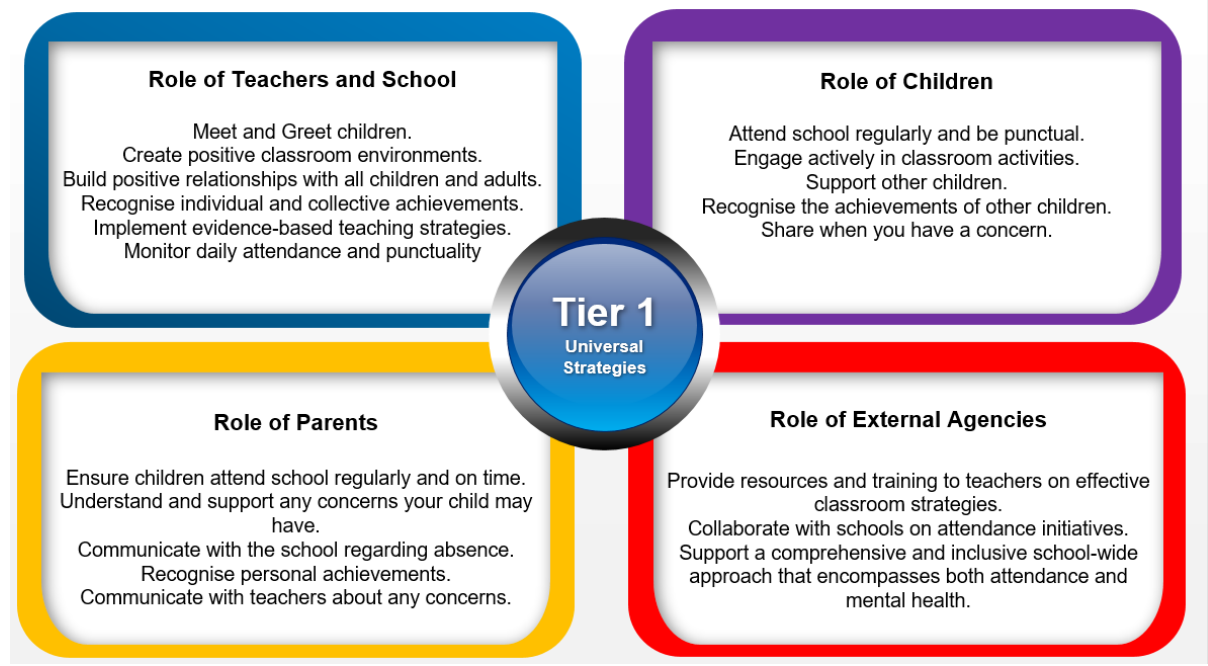 Role of Teachers and School
Meet and Greet children.
Create positive classroom environments.
Build positive relationships with all children and adults.
Recognise individual and collective achievements.
Implement evidence-based teaching strategies.
Monitor daily attendance and punctuality
Role of Children
Attend school regularly and be punctual.
Engage actively in classroom activities.
Support other children.
Recognise the achievements of other children.
Share when you have a concern.
Tier 1
Universal
Strategies
Role of Parents
Ensure children attend school regularly and on time.
Understand and support any concerns your child may
have.
Communicate with the school regarding absence.
Recognise personal achievements.
Communicate with teachers about any concerns.
Role of External Agencies
Provide resources and training to teachers on effective
classroom strategies.
Collaborate with schools on attendance initiatives.
Support a comprehensive and inclusive school-wide
approach that encompasses both attendance and
mental health.